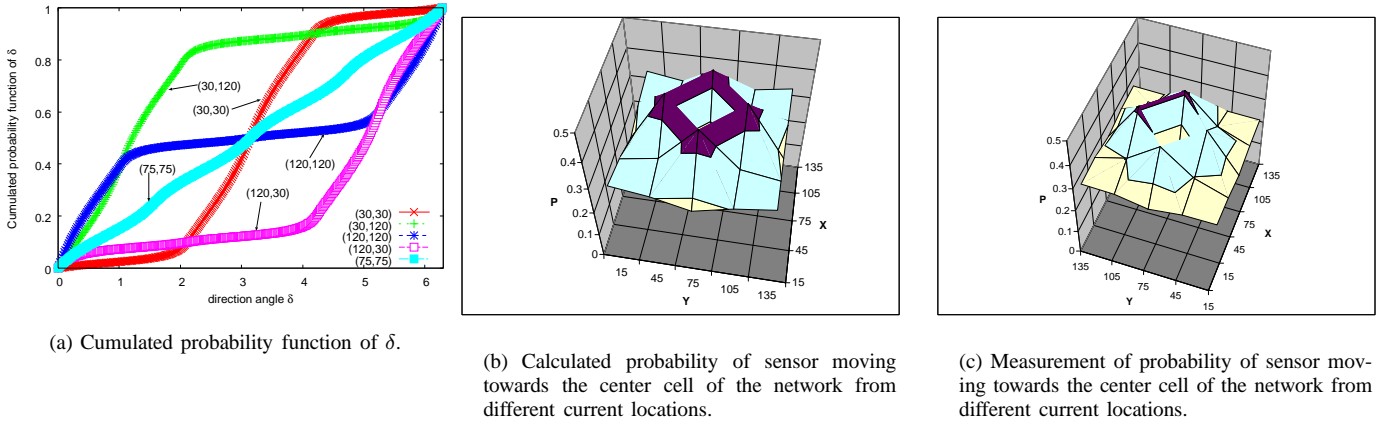 Cumulated probability function of δ
1
0.8
0.6
0.4
0.2
0
(30,120)
(30,30)
(120,120)
(75,75)
(120,30)
(30,30)
(30,120)
(120,120)
(120,30)
(75,75)
0 1 2 3 4 5 6
direction angle δ
(a) Cumulated probability function of δ.
0.5
0.4
0.3
0.2
0.1
0
P
15 45 75 105 135
Y
135
105
75
45
15
X
(b) Calculated probability of sensor moving
towards the center cell of the network from
different current locations.
0.5
0.4
0.3
0.2
0.1
0
P
135 105 75 45 15
Y
135
105
75
45
15
X
(c) Measurement of probability of sensor mov-
ing towards the center cell of the network from
different current locations.